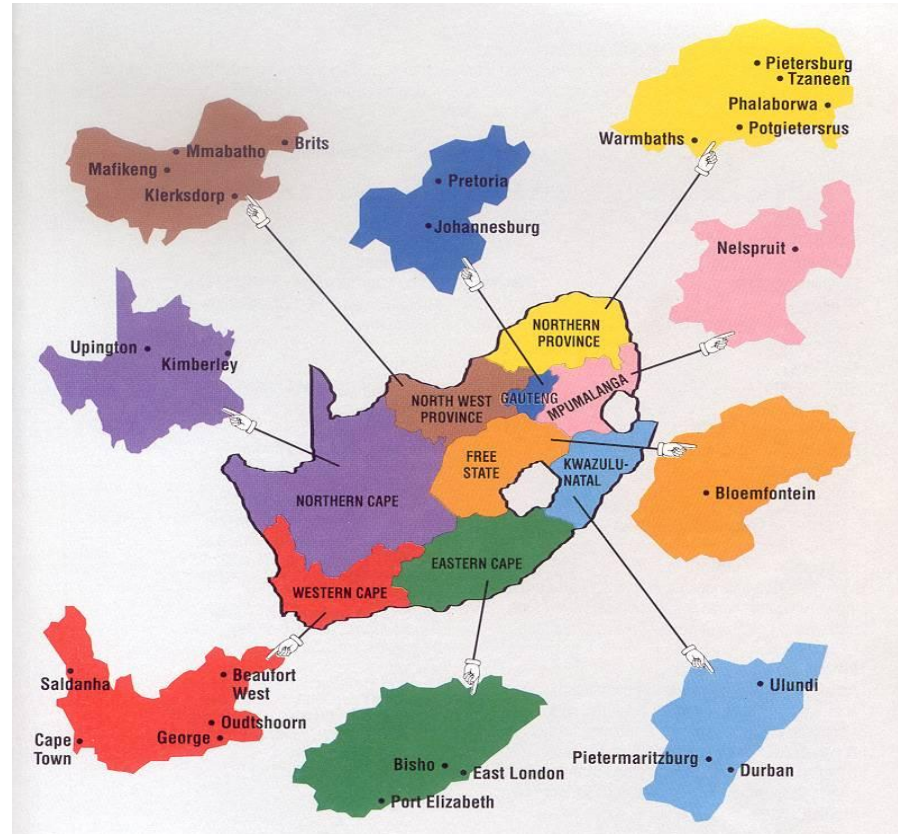 Pietersburg
Tzaneen
Phalaborwa
Potgietersrus
Warmbaths
Mmabatho
Brits
Mafikeng
Klerksdorp
Pretoria
Johannesburg
Nelspruit
Upington
Kimberley
NORTHERN
PROVINCE
NORTH WEST
PROVINCE
GAUTENG
MPUMALANGA
FREE
STATE
KWAZULU-
NATAL
NORTHERN CAPE
EASTERN CAPE
WESTERN CAPE
Bloemfontein
Saldanha
Beaufort
West
Oudtshoorn
George
Cape
Town
Bisho
East London
Port Elizabeth
Ulundi
Pietermaritzburg
Durban